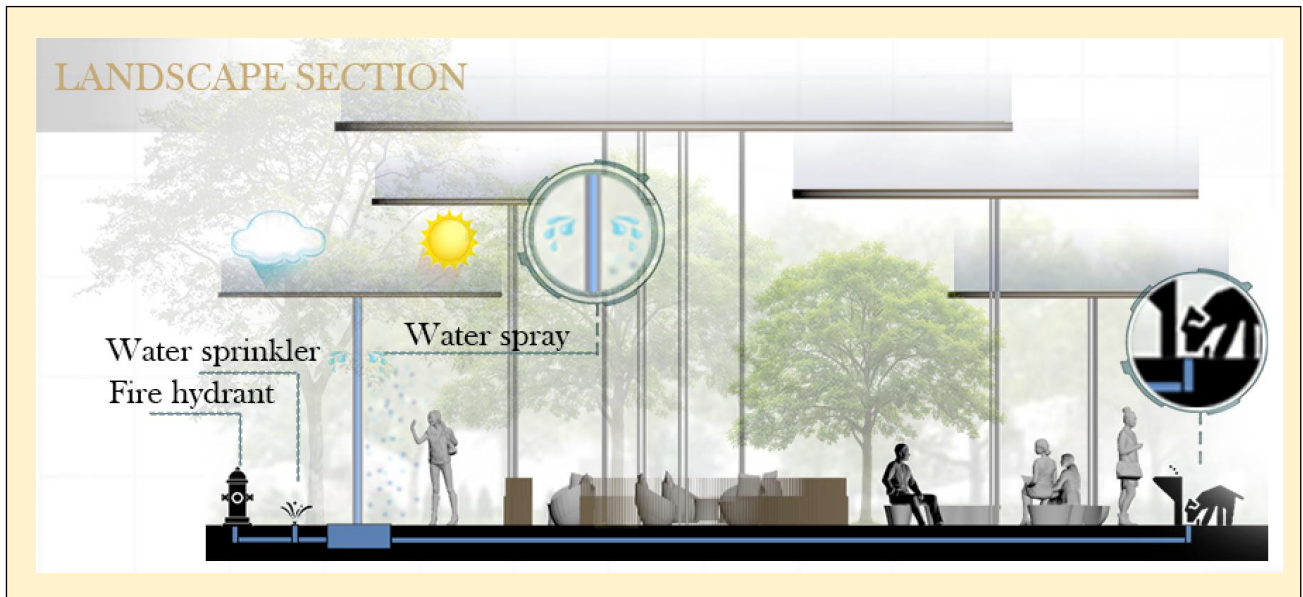 LANDSCAPE SECTION
Water spray
Water sprinkler
Fire hydrant